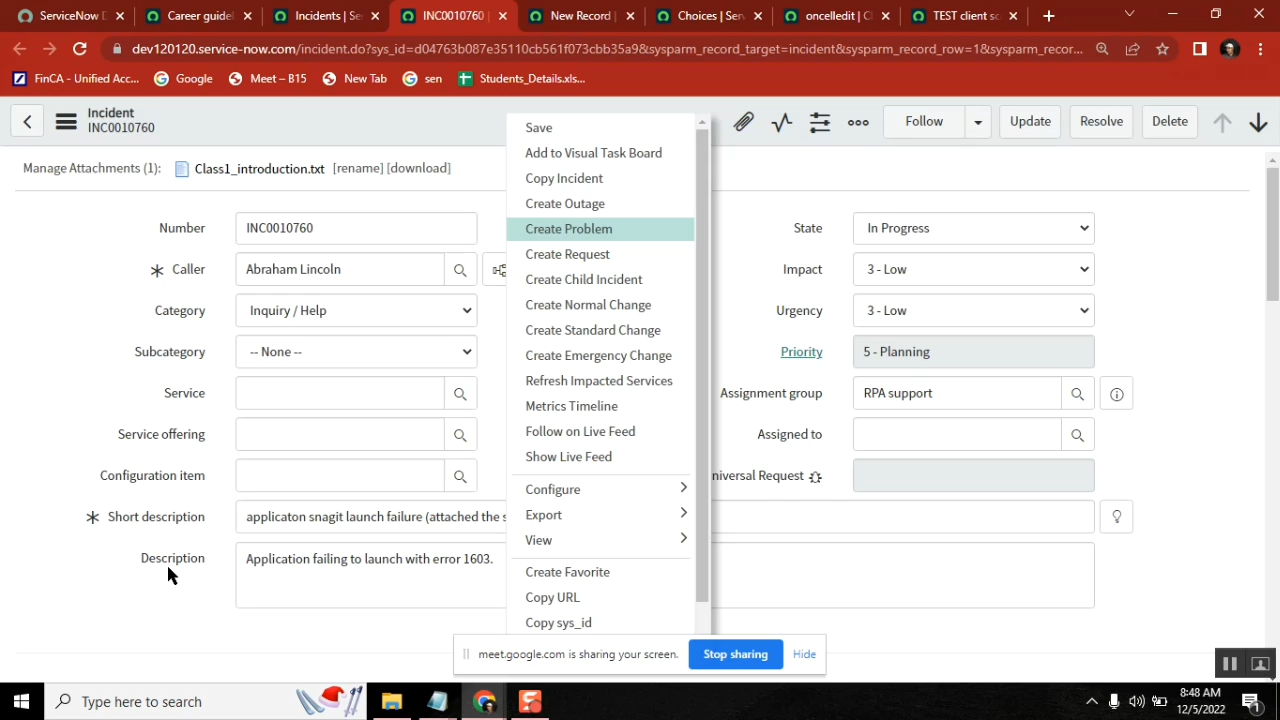 ServiceNow D
Career guidel
Incidents | Se
INC0010760 |
New Record |
Choices | Serv
oncelledit | Cl
TEST client sc
dev120120.service-now.com/incident.do?sys_id=d04763b087e35110cb561f073cbb35a9&sysparm_record_target=incident&sysparm_record_row=1&sysparm_recor...
FinCA - Unified Acc...
Google
Meet – B15
New Tab
sen
Students_Details.xls...
Incident
INC0010760
Follow
Update
Resolve
Delete
Manage Attachments (1):
Class1_introduction.txt
[rename] [download]
Number
INC0010760
Caller
Abraham Lincoln
Category
Inquiry / Help
Subcategory
-- None --
Service
Service offering
Configuration item
Short description
applicaton snagit launch failure (attached the s
Description
Application failing to launch with error 1603.
Save
Add to Visual Task Board
Copy Incident
Create Outage
Create Problem
Create Request
Create Child Incident
Create Normal Change
Create Standard Change
Create Emergency Change
Refresh Impacted Services
Metrics Timeline
Follow on Live Feed
Show Live Feed
Configure
Export
View
Create Favorite
Copy URL
Copy sys_id
State
In Progress
Impact
3 - Low
Urgency
3 - Low
Priority
5 - Planning
Assignment group
RPA support
Assigned to
niversal Request
meet.google.com is sharing your screen.
Stop sharing
Hide
Type here to search
8:48 AM
12/5/2022
1